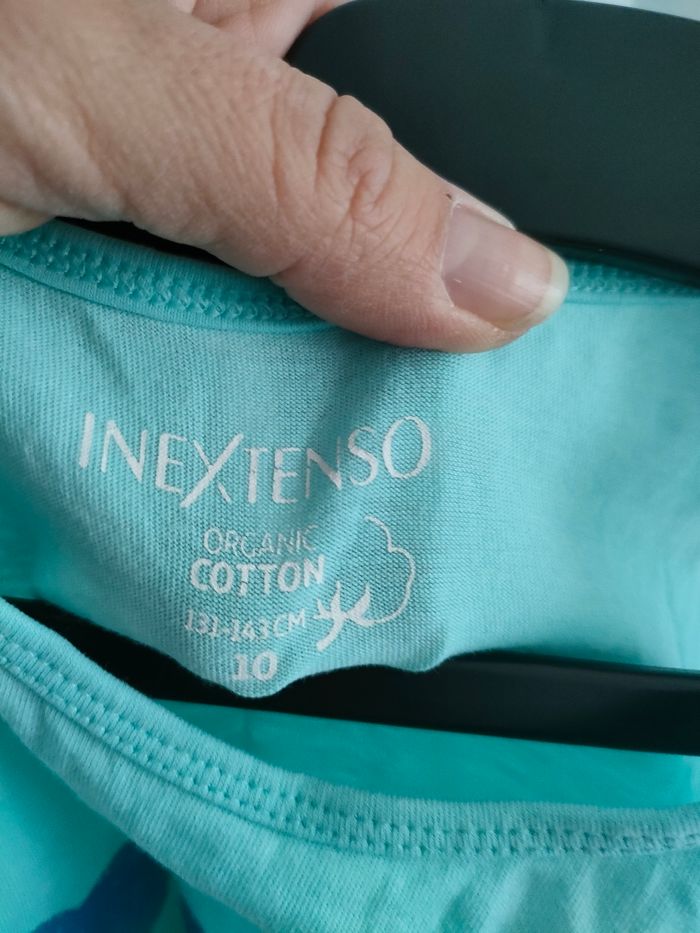 INEXTENSO
ORGANIC
COTTON
131-143 CM
10